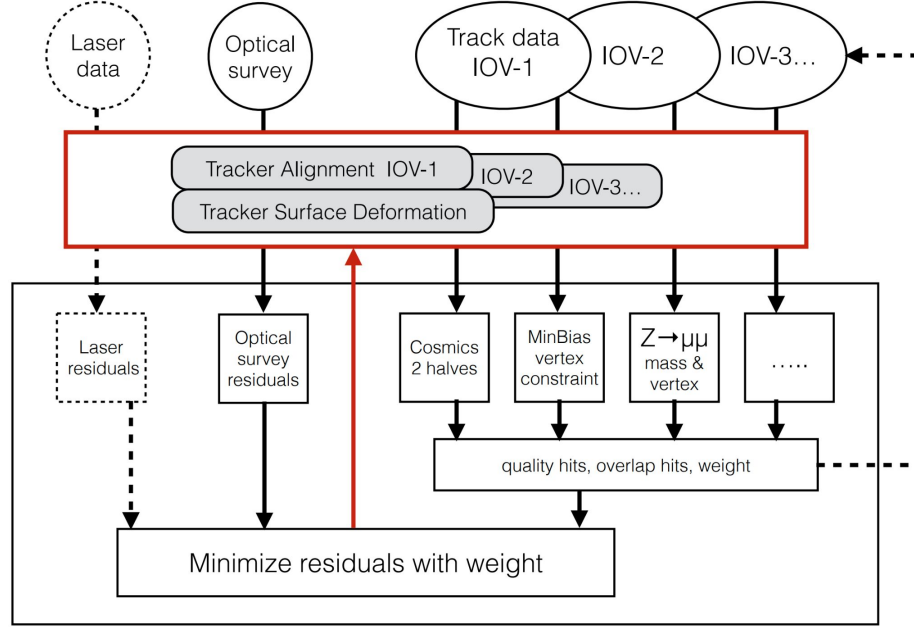 Laser
data
Optical
survey
Track data
IOV-1
IOV-2
IOV-3...
Tracker Alignment IOV-1
IOV-2
IOV-3...
Tracker Surface Deformation
Laser
residuals
Optical
survey
residuals
Cosmics
2 halves
MinBias
vertex
constraint
Z→μμ
mass &
vertex
.....
quality hits, overlap hits, weight
Minimize residuals with weight